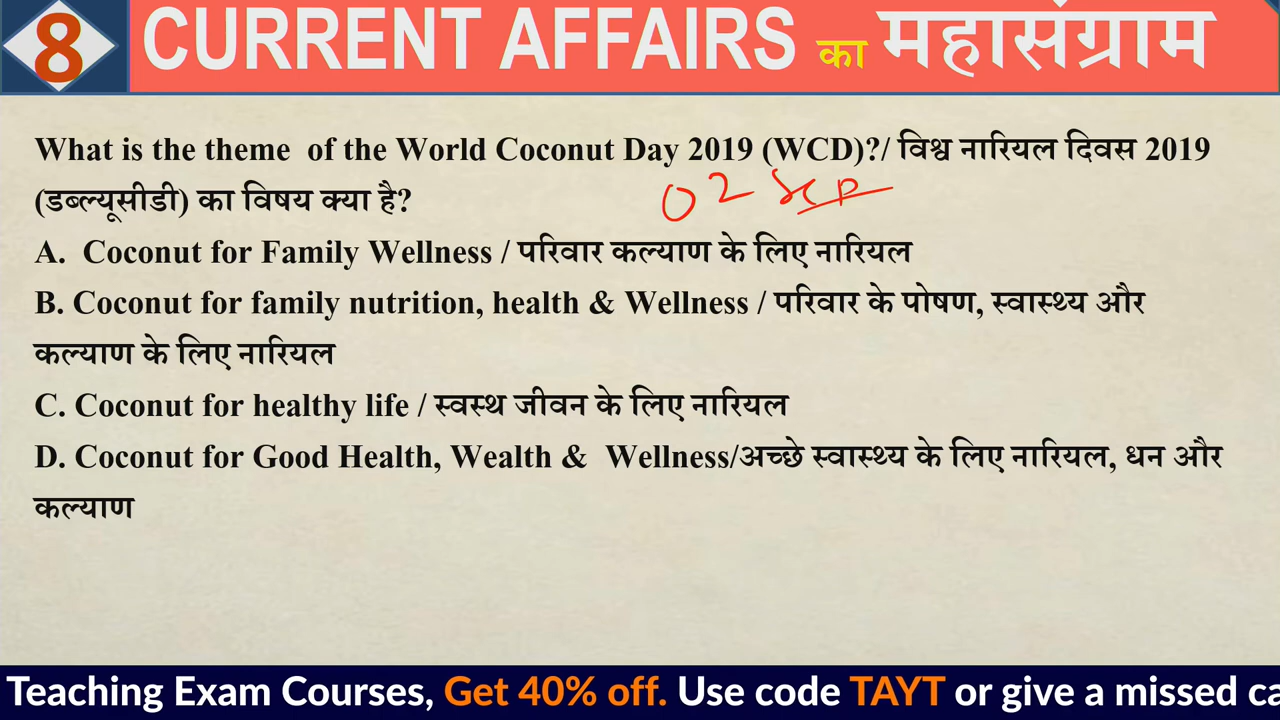 8
CURRENT AFFAIRS का महासंग्राम
What is the theme of the World Coconut Day 2019 (WCD)?/ विश्व नारियल दिवस 2019
(डब्ल्यूसीडी) का विषय क्या है?
02 Sep
A. Coconut for Family Wellness / परिवार कल्याण के लिए नारियल
B. Coconut for family nutrition, health & Wellness / परिवार के पोषण, स्वास्थ्य और
कल्याण के लिए नारियल
C. Coconut for healthy life / स्वस्थ जीवन के लिए नारियल
D. Coconut for Good Health, Wealth & Wellness/अच्छे स्वास्थ्य के लिए नारियल, धन और
कल्याण
Teaching Exam Courses, Get 40% off. Use code TAYT or give a missed ca